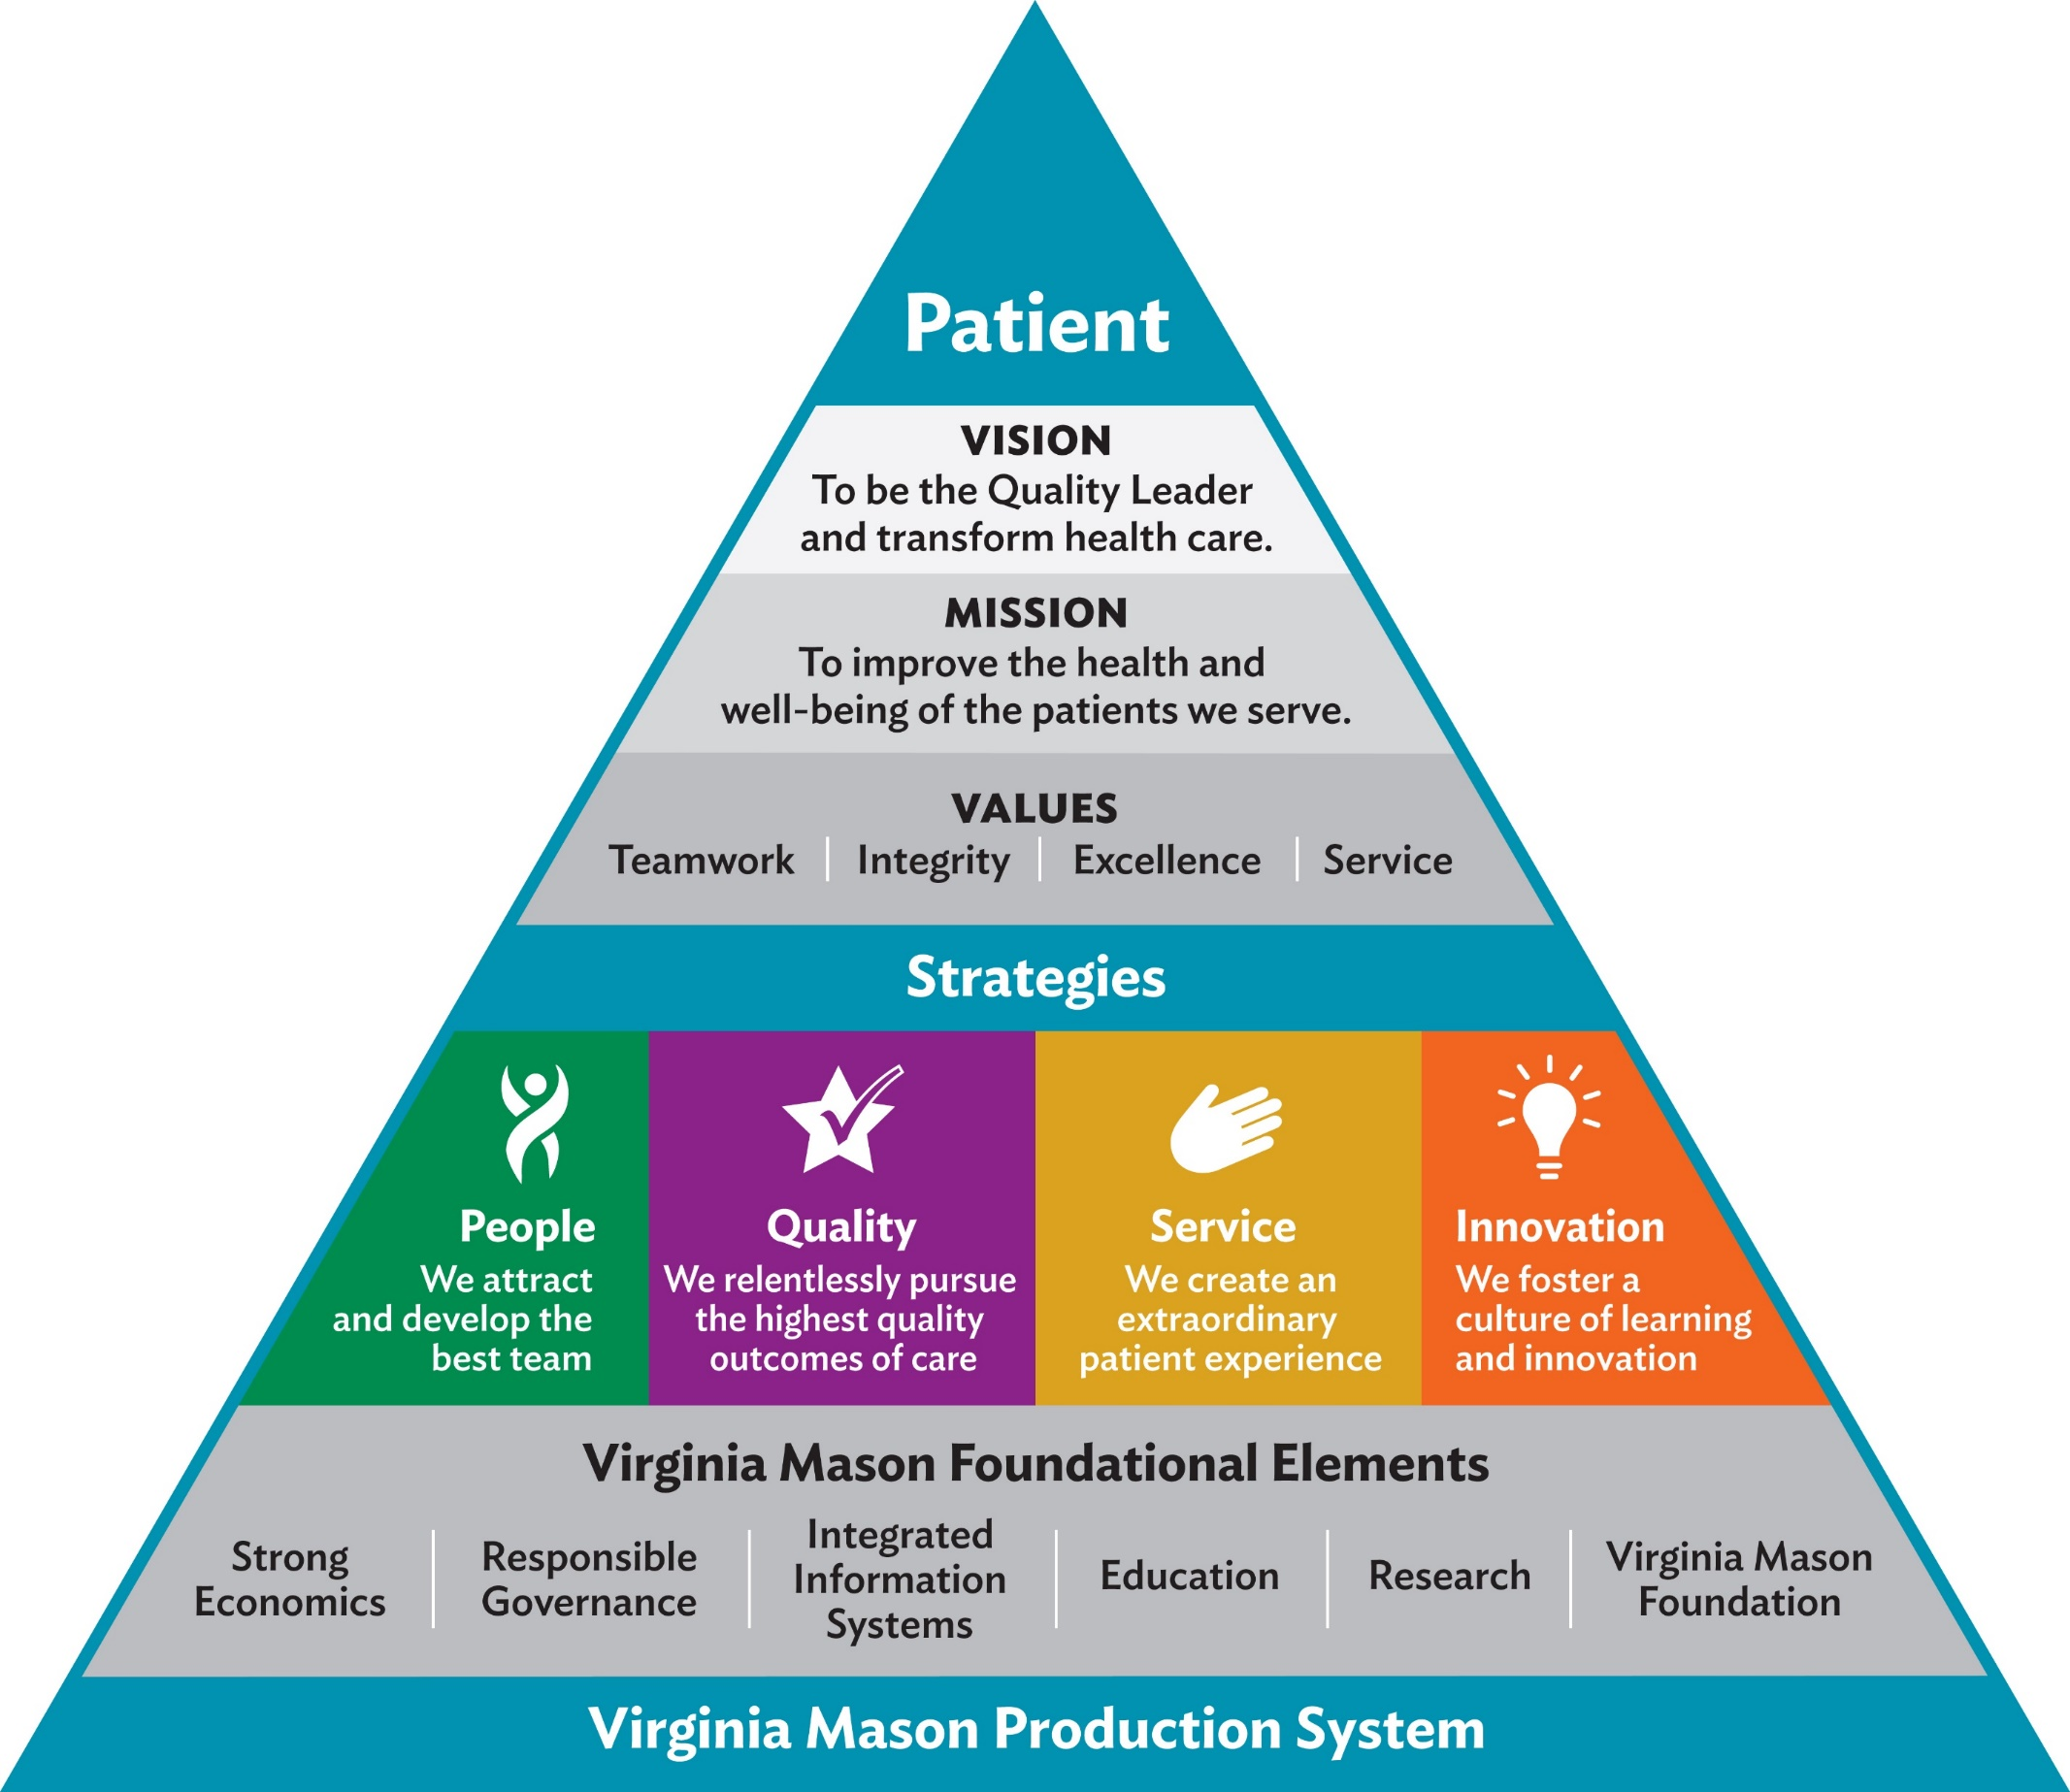 Patient
VISION
To be the Quality Leader
and transform health care.
MISSION
To improve the health and
well-being of the patients we serve.
VALUES
Teamwork
Integrity
Excellence
Service
Strategies
People
We attract
and develop the
best team
Quality
We relentlessly pursue
the highest quality
outcomes of care
Service
We create an
extraordinary
patient experience
Innovation
We foster a
culture of learning
and innovation
Virginia Mason Foundational Elements
Strong
Economics
Responsible
Governance
Integrated
Information
Systems
Education
Research
Virginia Mason
Foundation
Virginia Mason Production System